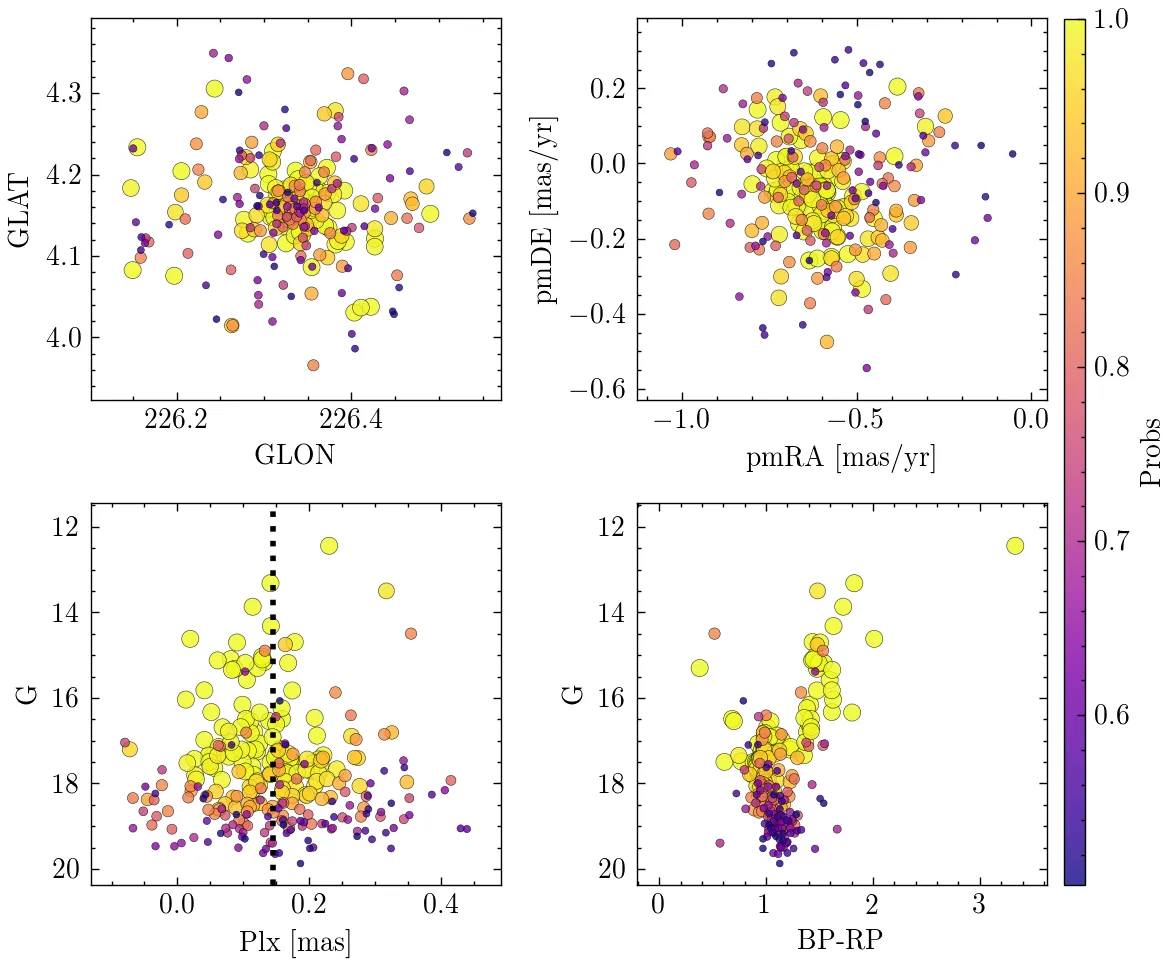 4.3
4.2
4.1
4.0
GLAT
226.2 226.4
GLON
0.2
0.0
−0.2
−0.4
−0.6
pmDE [mas/yr]
−1.0 −0.5 0.0
pmRA [mas/yr]
1.0
0.9
0.8
0.7
0.6
Probs
12
14
16
18
20
G
0.0 0.2 0.4
Plx [mas]
12
14
16
18
20
G
0 1 2 3
BP-RP